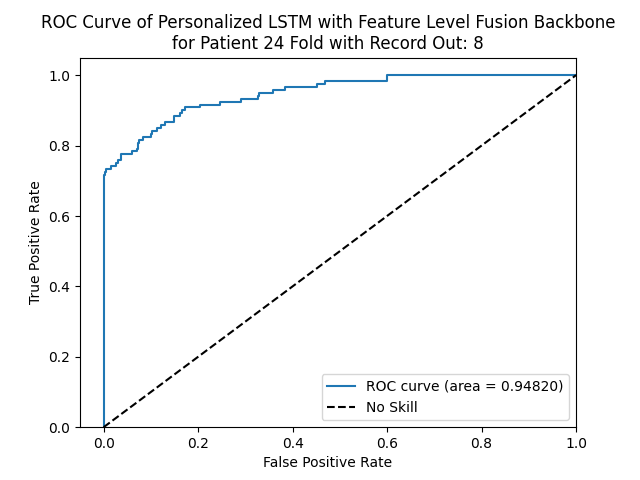 ROC Curve of Personalized LSTM with Feature Level Fusion Backbone
for Patient 24 Fold with Record Out: 8
1.0
0.8
0.6
0.4
0.2
0.0
True Positive Rate
ROC curve (area = 0.94820)
No Skill
0.0 0.2 0.4 0.6 0.8 1.0
False Positive Rate